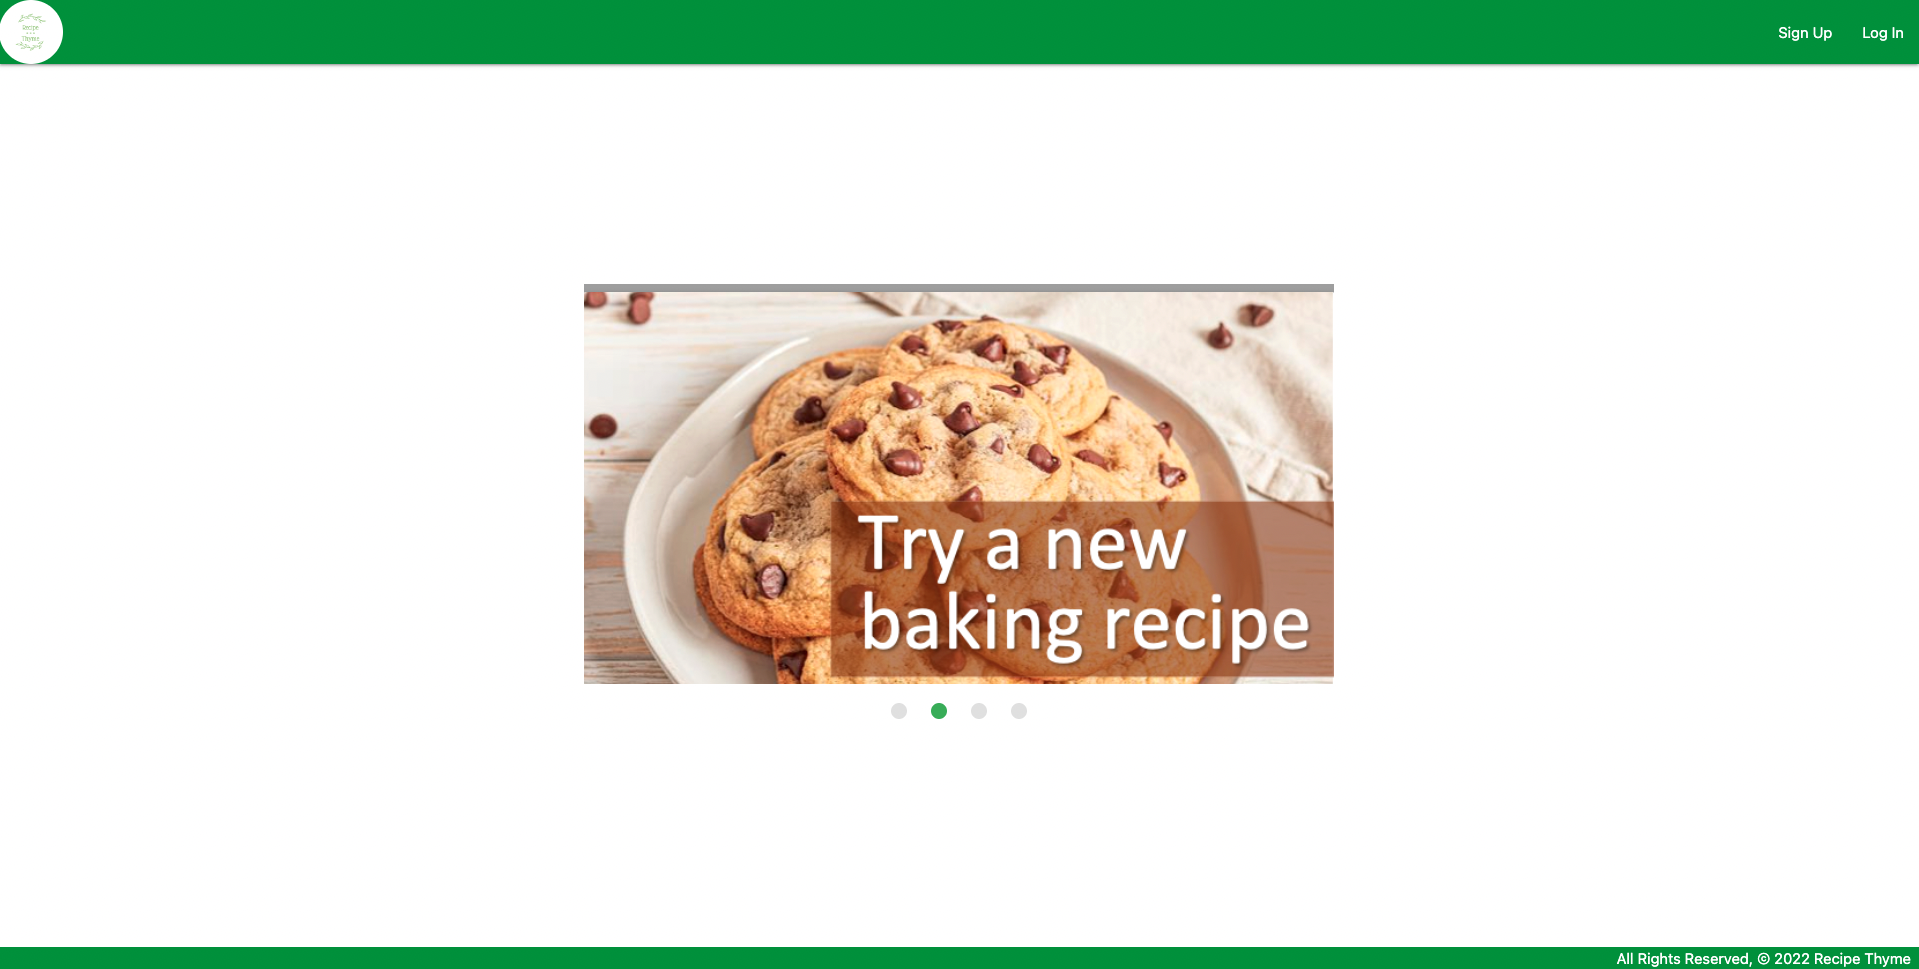 Recipe
Thyme
Sign Up
Log In
Try a new
baking recipe
All Rights Reserved, © 2022 Recipe Thyme